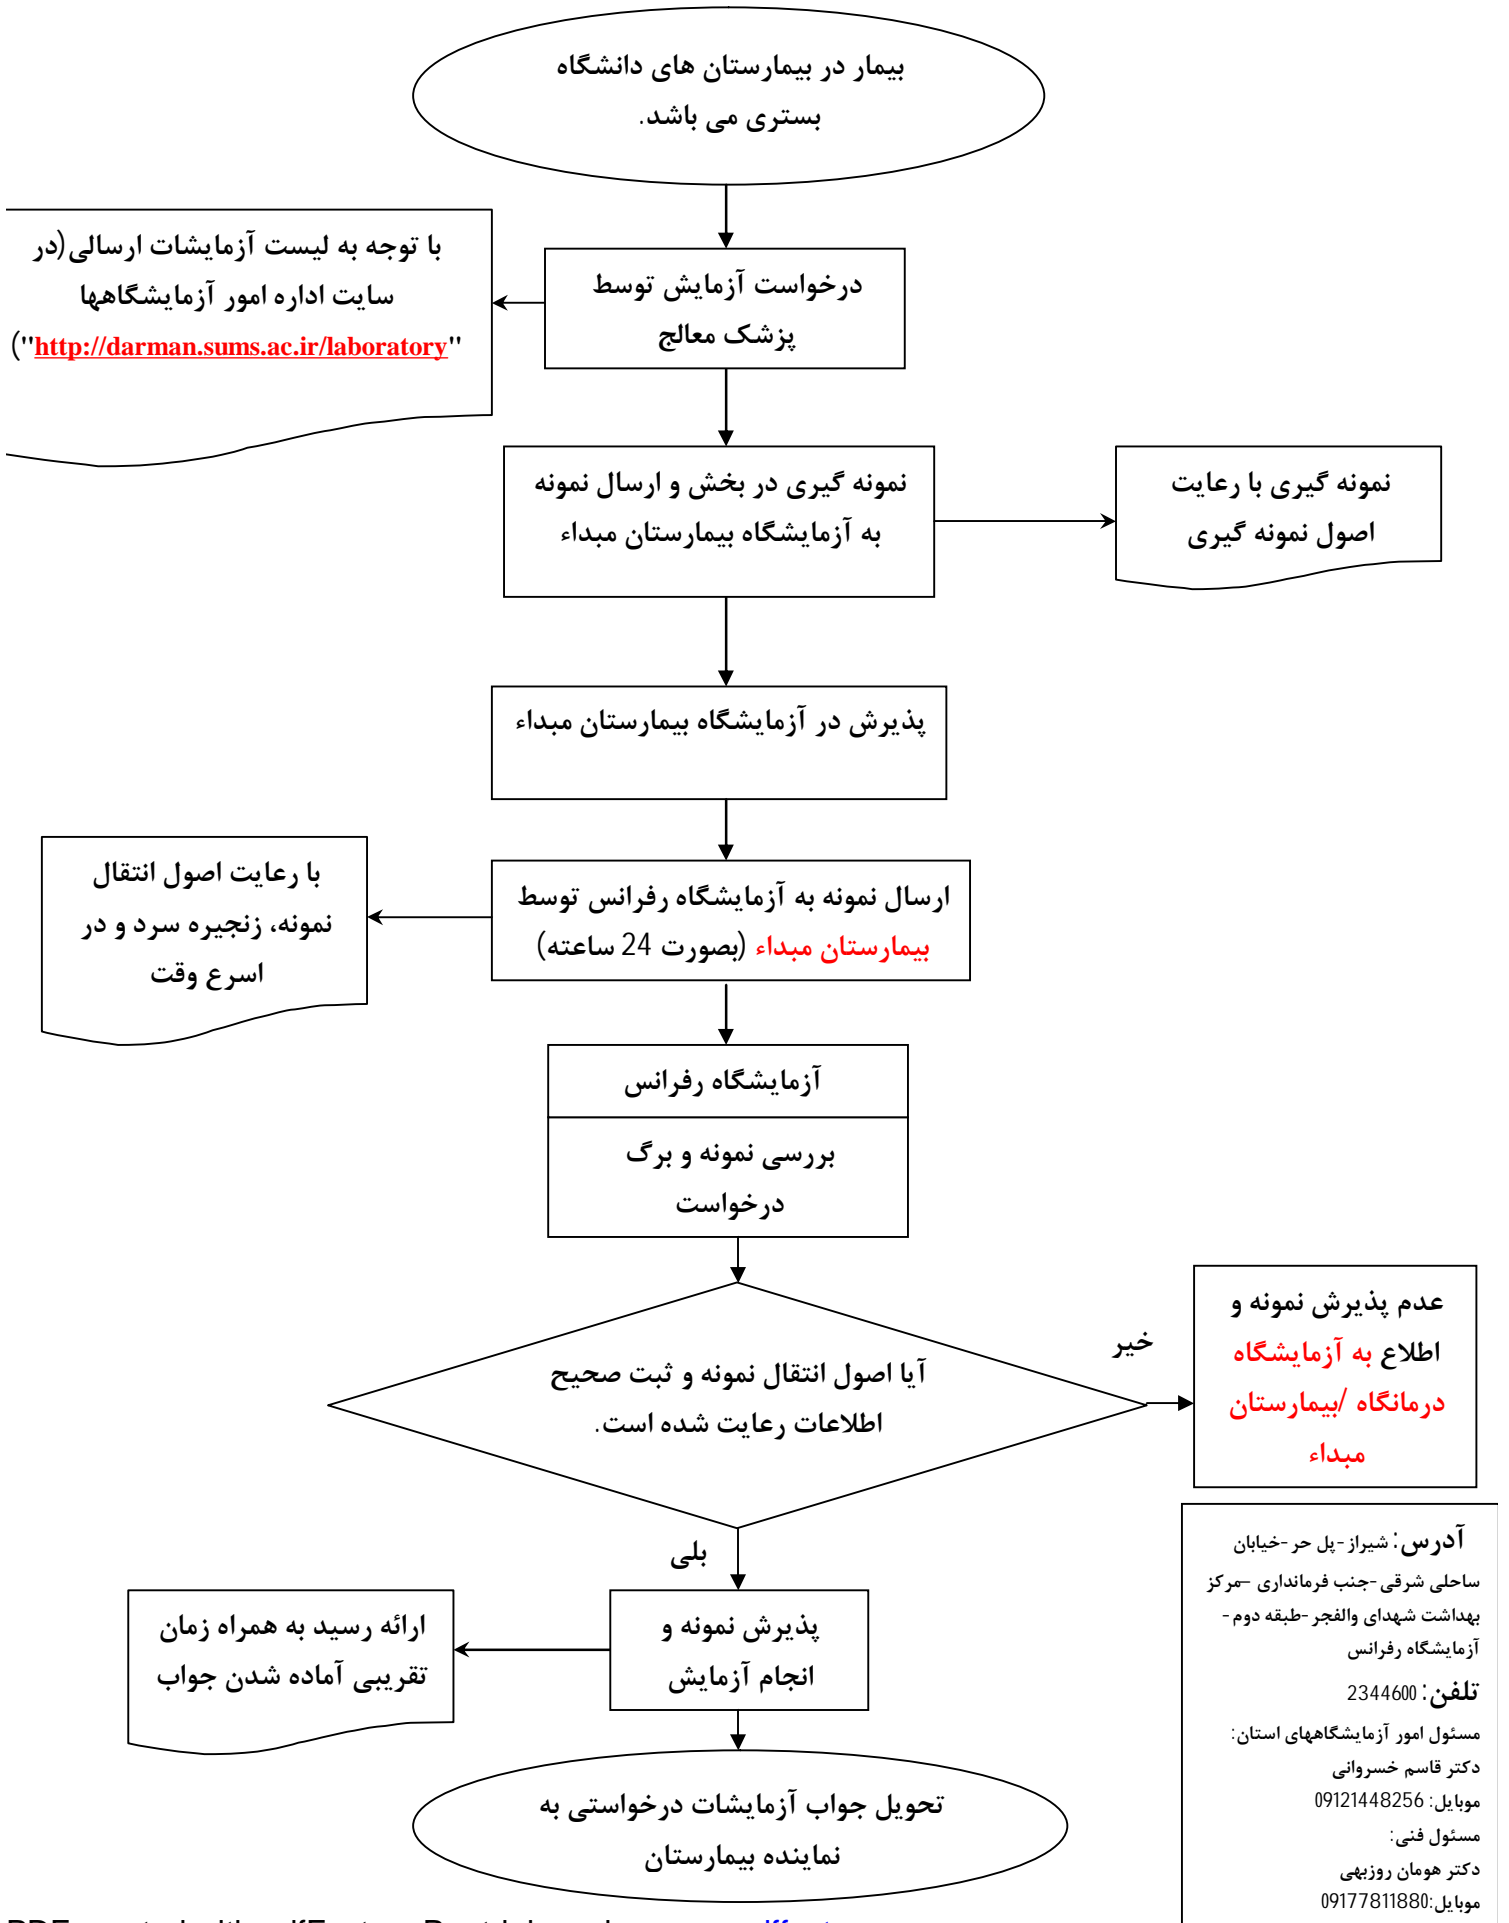 بیمار در بیمارستان های دانشگاه
بستری می باشد.
درخواست آزمایش توسط
پزشک معالج
با توجه به لیست آزمایشات ارسالی(در
سایت اداره امور آزمایشگاهها
"http://darman.sums.ac.ir/laboratory")
نمونه گیری در بخش و ارسال نمونه
به آزمایشگاه بیمارستان مبداء
نمونه گیری با رعایت
اصول نمونه گیری
پذیرش در آزمایشگاه بیمارستان مبداء
ارسال نمونه به آزمایشگاه رفرانس توسط
بیمارستان مبداء (بصورت 24 ساعته)
با رعایت اصول انتقال
نمونه، زنجیره سرد و در
اسرع وقت
آزمایشگاه رفرانس
بررسی نمونه و برگ
درخواست
آیا اصول انتقال نمونه و ثبت صحیح
اطلاعات رعایت شده است.
خیر
عدم پذیرش نمونه و
اطلاع به آزمایشگاه
درمانگاه /بیمارستان
مبداء
بلی
پذیرش نمونه و
انجام آزمایش
ارائه رسید به همراه زمان
تقریبی آماده شدن جواب
تحویل جواب آزمایشات درخواستی به
نماینده بیمارستان
آدرس: شیراز -پل حر -خیابان
ساحلی شرقی -جنب فرمانداری –مرکز
بهداشت شهدای والفجر -طبقه دوم -
آزمایشگاه رفرانس
تلفن: 2344600
مسئول امور آزمایشگاههای استان:
دکتر قاسم خسروانی
موبایل: 09121448256
مسئول فنی:
دکتر هومان روزبهی
موبایل:09177811880